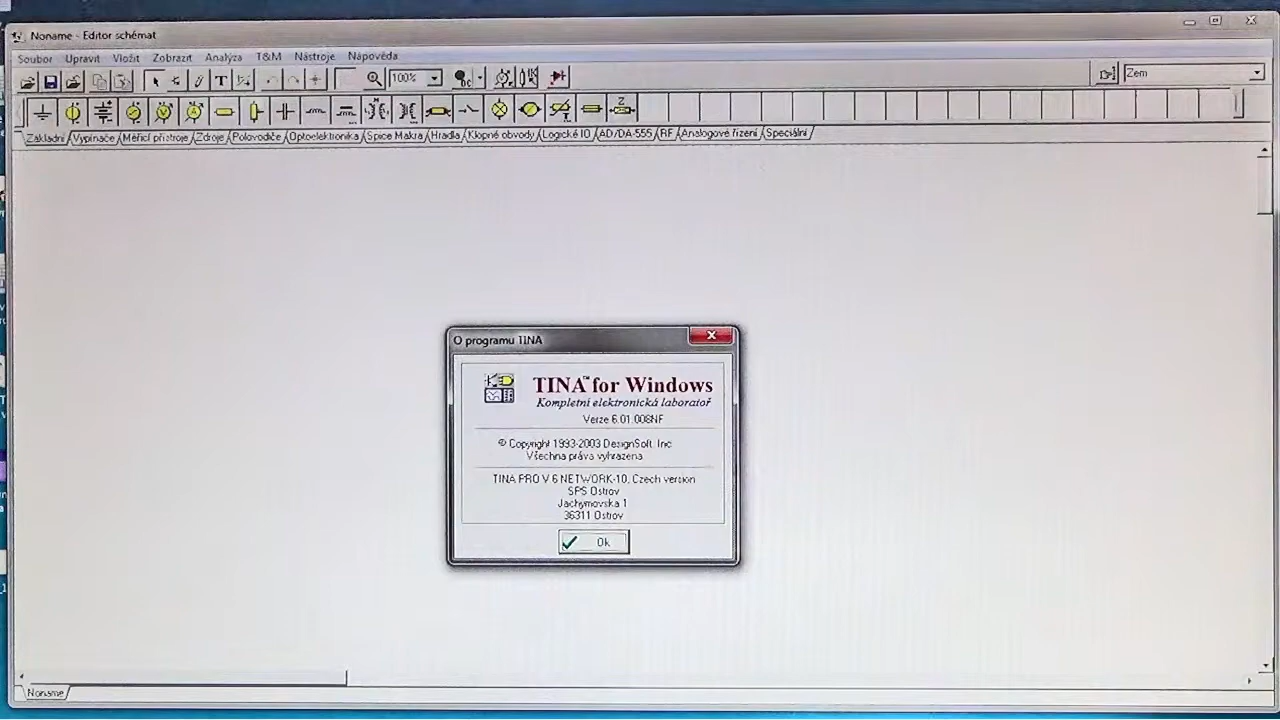 Noname - Editor schémat
Soubor Upravit Vložit Zobrazit Analýza T&M Nástroje Nápověda
T 100% DC Zem
Základní Vypínače Měřicí přístroje Zdroje Polovodiče Optoelektronika Spice Makra Hradla Klopné obvody Logické IO AD/DA-555 RF Analogové řízení Speciální
O programu TINA
TINA™ for Windows
Kompletní elektronická laboratoř
Verze 6.01.008NF
© Copyright 1993-2003 DesignSoft. Inc
Všechna práva vyhrazena
TINA PRO V 6 NETWORK-10, Czech version
SPS Ostrov
Jachymovska 1
36311 Ostrov
Ok
Noname